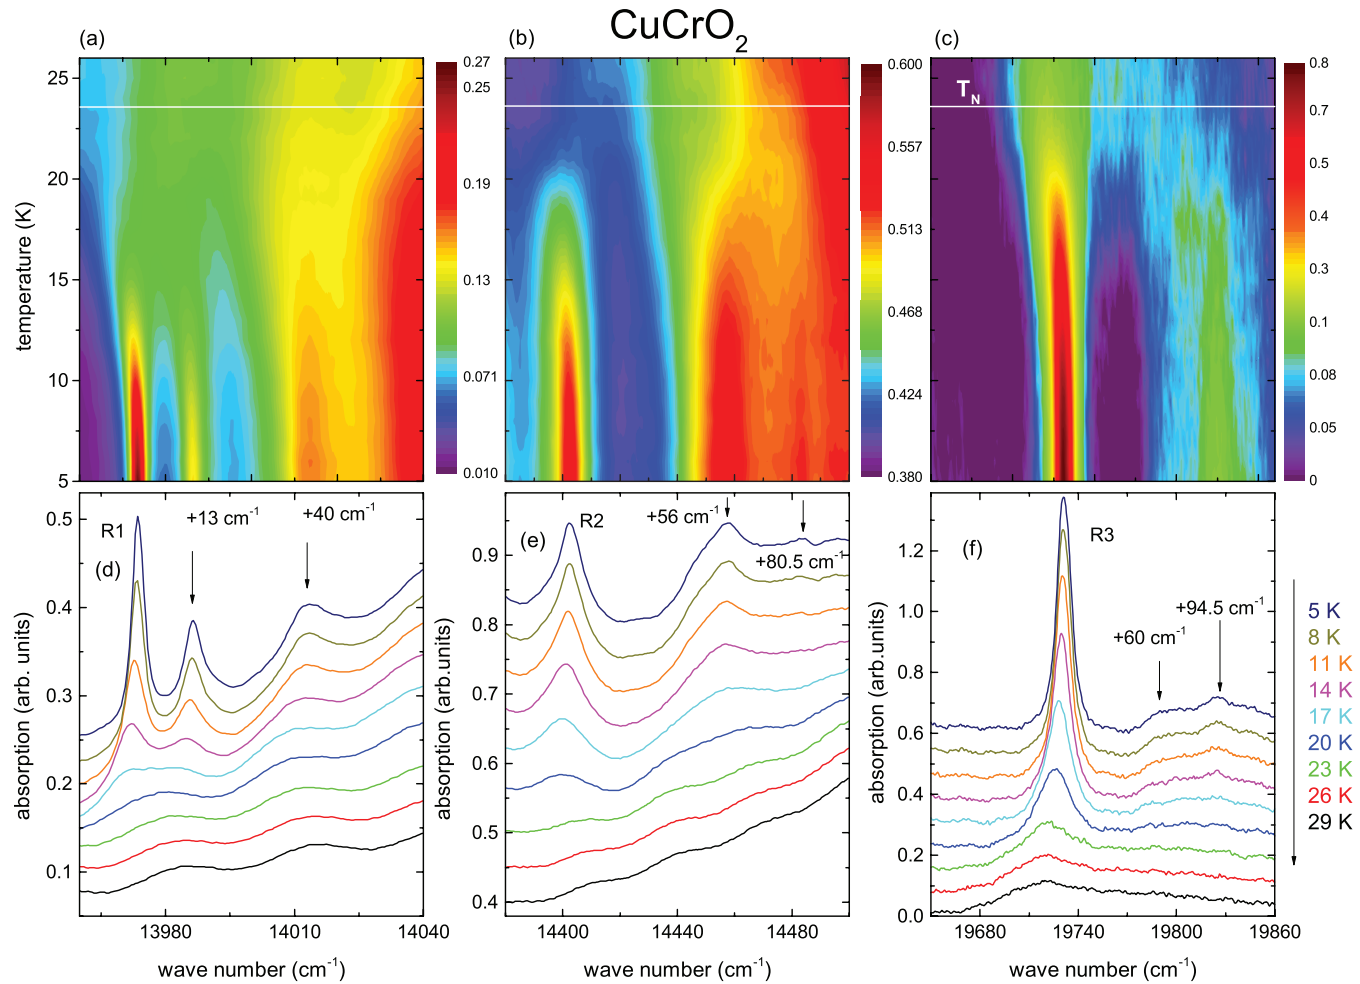 CuCrO2
(a)
(b)
(c)
temperature (K)
25
20
15
10
5
0.27
0.25
0.19
0.13
0.071
0.010
0.600
0.557
0.513
0.468
0.424
0.380
TN
0.8
0.7
0.5
0.4
0.3
0.1
0.08
0.05
0
absorption (arb. units)
0.5
0.4
0.3
0.2
0.1
R1
+13 cm-1
+40 cm-1
(d)
13980
14010
14040
wave number (cm-1)
absorption (arb.units)
0.9
0.8
0.7
0.6
0.5
0.4
+56 cm-1
R2
(e)
+80.5 cm-1
14400
14440
14480
wave number (cm-1)
absorption (arb.units)
1.2
1.0
0.8
0.6
0.4
0.2
0.0
(f)
R3
+94.5 cm-1
+60 cm-1
19680
19740
19800
19860
wave number (cm-1)
5 K
8 K
11 K
14 K
17 K
20 K
23 K
26 K
29 K